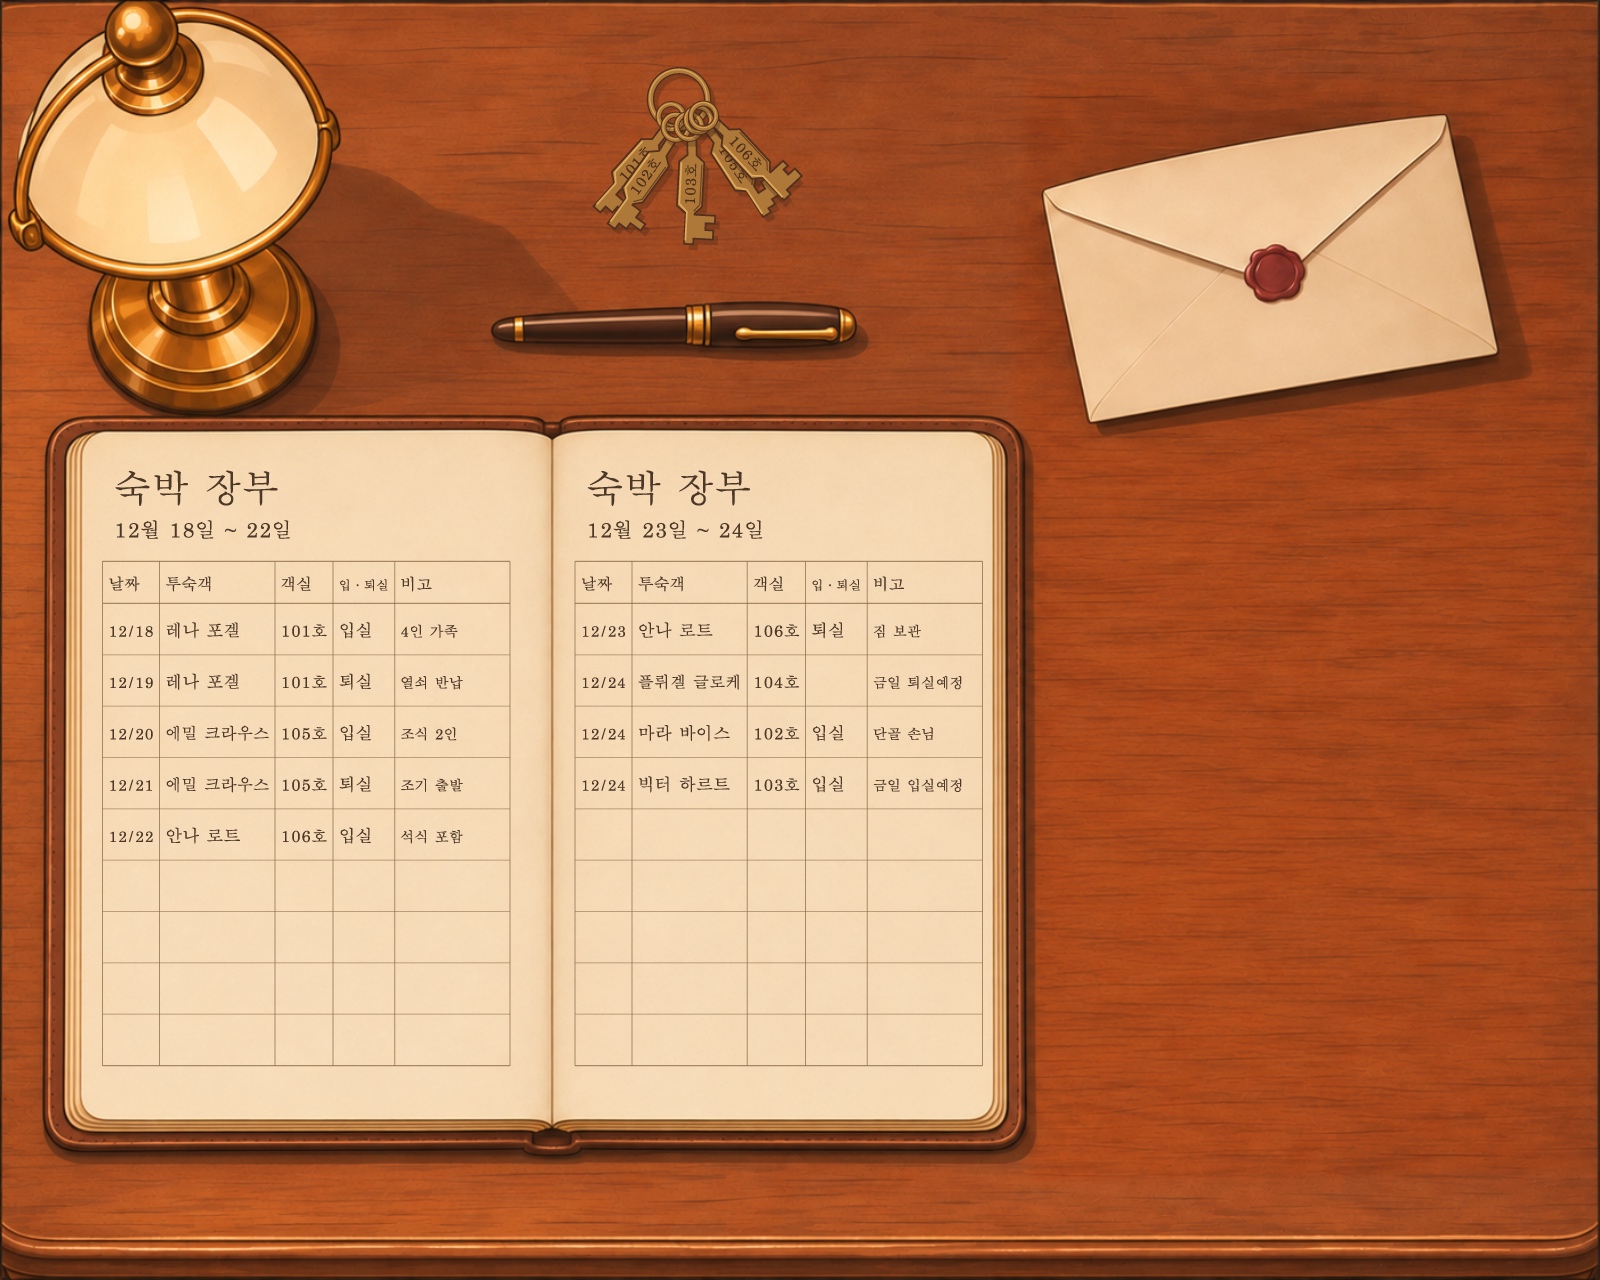 101호
102호
103호
105호
106호
숙박 장부
12월 18일 ~ 22일
날짜 투숙객 객실 입·퇴실 비고
12/18 레나 포겔 101호 입실 4인 가족
12/19 레나 포겔 101호 퇴실 열쇠 반납
12/20 에밀 크라우스 105호 입실 조식 2인
12/21 에밀 크라우스 105호 퇴실 조기 출발
12/22 안나 로트 106호 입실 석식 포함
숙박 장부
12월 23일 ~ 24일
날짜 투숙객 객실 입·퇴실 비고
12/23 안나 로트 106호 퇴실 짐 보관
12/24 플뤼겔 글로케 104호 금일 퇴실예정
12/24 마라 바이스 102호 입실 단골 손님
12/24 빅터 하르트 103호 입실 금일 입실예정